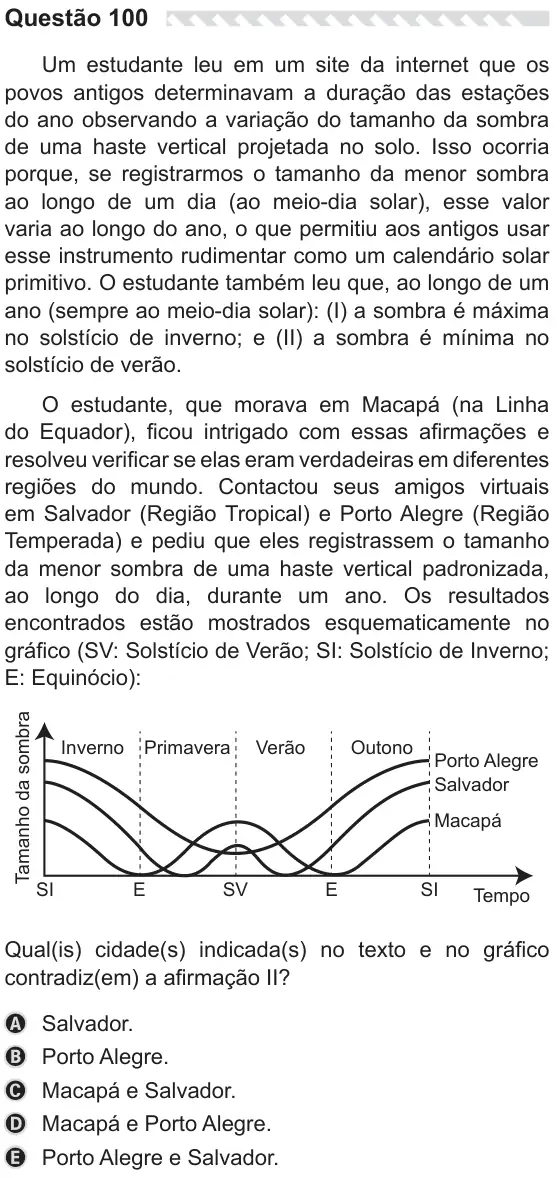 Questão 100
Um estudante leu em um site da internet que os
povos antigos determinavam a duração das estações
do ano observando a variação do tamanho da sombra
de uma haste vertical projetada no solo. Isso ocorria
porque, se registrarmos o tamanho da menor sombra
ao longo de um dia (ao meio-dia solar), esse valor
varia ao longo do ano, o que permitiu aos antigos usar
esse instrumento rudimentar como um calendário solar
primitivo. O estudante também leu que, ao longo de um
ano (sempre ao meio-dia solar): (I) a sombra é máxima
no solstício de inverno; e (II) a sombra é mínima no
solstício de verão.
O estudante, que morava em Macapá (na Linha
do Equador), ficou intrigado com essas afirmações e
resolveu verificar se elas eram verdadeiras em diferentes
regiões do mundo. Contactou seus amigos virtuais
em Salvador (Região Tropical) e Porto Alegre (Região
Temperada) e pediu que eles registrassem o tamanho
da menor sombra de uma haste vertical padronizada,
ao longo do dia, durante um ano. Os resultados
encontrados estão mostrados esquematicamente no
gráfico (SV: Solstício de Verão; SI: Solstício de Inverno;
E: Equinócio):
Tamanho da sombra
Inverno Primavera Verão Outono
Porto Alegre
Salvador
Macapá
SI E SV E SI Tempo
Qual(is) cidade(s) indicada(s) no texto e no gráfico
contradiz(em) a afirmação II?
A Salvador.
B Porto Alegre.
C Macapá e Salvador.
D Macapá e Porto Alegre.
E Porto Alegre e Salvador.